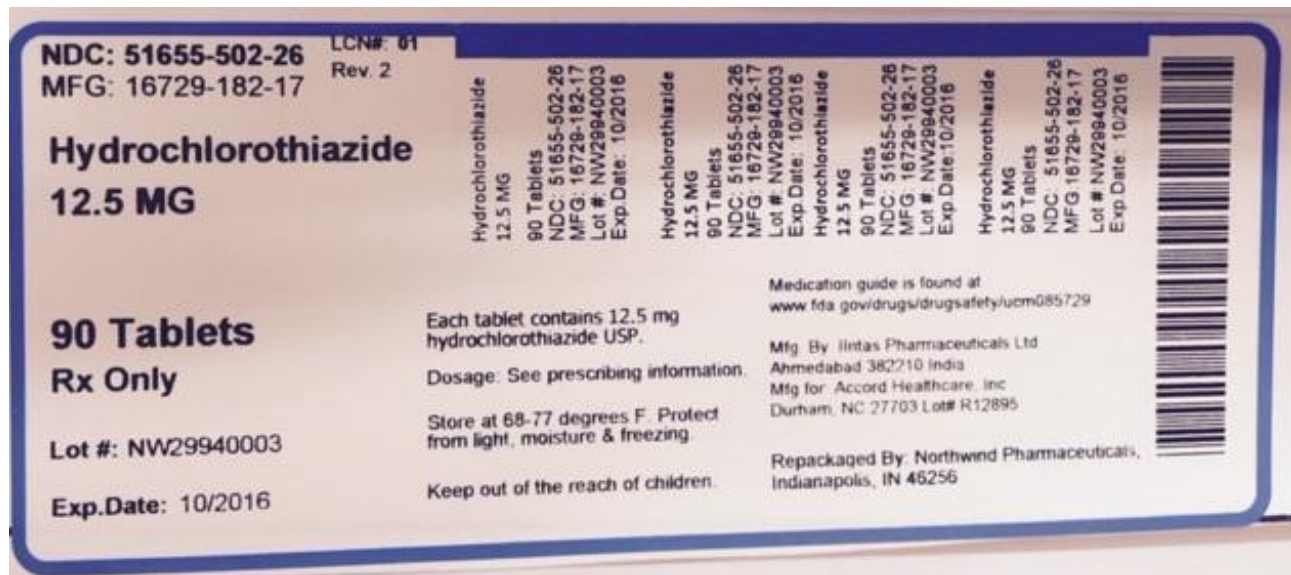 NDC: 51655-502-26
MFG: 16729-182-17
LCN#: 01
Rev. 2
Hydrochlorothiazide
12.5 MG
90 Tablets
Rx Only
Lot #: NW29940003
Exp.Date: 10/2016
Hydrochlorothiazide
12.5 MG
90 Tablets
NDC: 51655-502-26
MFG: 16729-182-17
Lot #: NW29940003
Exp.Date: 10/2016
Hydrochlorothiazide
12.5 MG
90 Tablets
NDC: 51655-502-26
MFG: 16729-182-17
Lot #: NW29940003
Exp.Date: 10/2016
Hydrochlorothiazide
12.5 MG
90 Tablets
NDC: 51655-502-26
MFG: 16729-182-17
Lot #: NW29940003
Exp.Date:10/2016
Hydrochlorothiazide
12.5 MG
90 Tablets
NDC: 51655-502-26
MFG:16729-182-17
Lot #:NW29940003
Exp.Date: 10/2016
Each tablet contains 12.5 mg
hydrochlorothiazide USP.
Dosage: See prescribing information.
Store at 68-77 degrees F. Protect
from light, moisture & freezing
Keep out of the reach of children.
Medication guide is found at
www.fda.gov/drugs/drugsafety/ucm085729
Mfg. By: Iintas Pharmaceuticals Ltd
Ahmedabad 382210 India
Mfg for: Accord Healthcare, Inc
Durham, NC 27703 Lot# R12895
Repackaged By: Northwind Pharmaceuticals,
Indianapolis, IN 46256